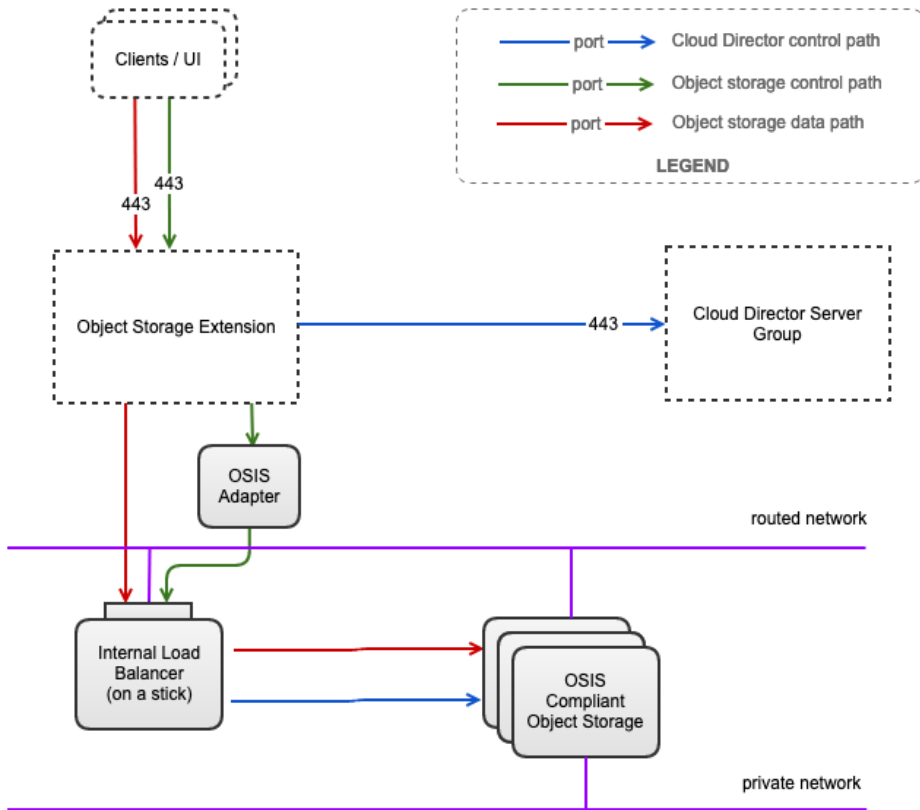 Clients / UI
port
Cloud Director control path
port
Object storage control path
port
Object storage data path
LEGEND
443
443
Object Storage Extension
443
Cloud Director Server
Group
OSIS
Adapter
routed network
Internal Load
Balancer
(on a stick)
OSIS
Compliant
Object Storage
private network